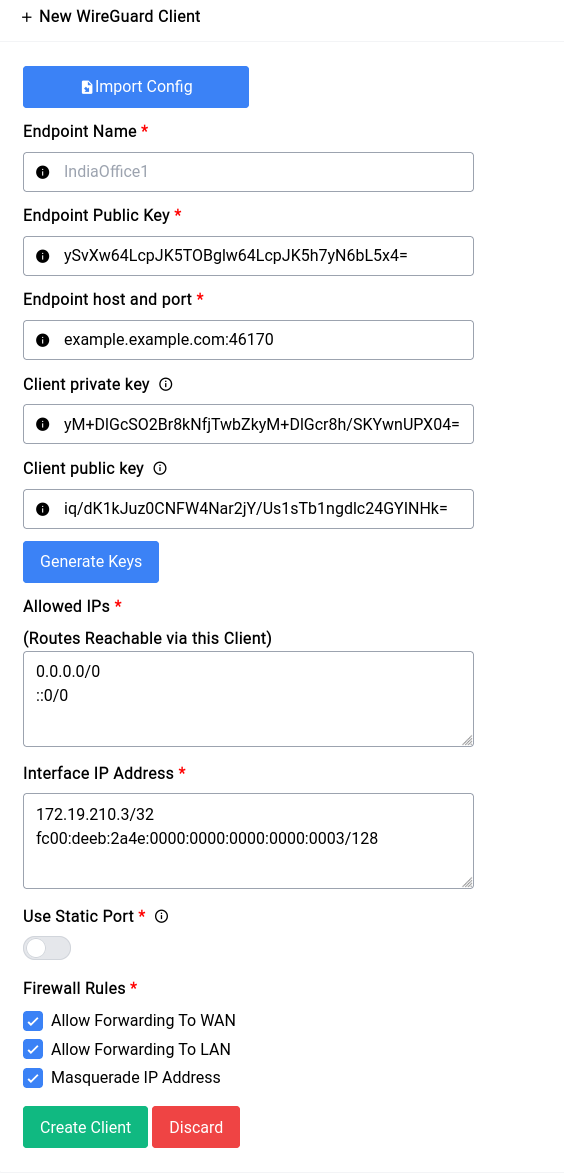 + New WireGuard Client
Import Config
Endpoint Name *
IndiaOffice1
Endpoint Public Key *
ySvXw64LcpJK5TOBglw64LcpJK5h7yN6bL5x4=
Endpoint host and port *
example.example.com:46170
Client private key
yM+DlGcSO2Br8kNfjTwbZkyM+DlGcr8h/SKYwnUPX04=
Client public key
iq/dK1kJuz0CNFW4Nar2jY/Us1sTb1ngdlc24GYlNHk=
Generate Keys
Allowed IPs *
(Routes Reachable via this Client)
0.0.0.0/0
::0/0
Interface IP Address *
172.19.210.3/32
fc00:deeb:2a4e:0000:0000:0000:0000:0003/128
Use Static Port *
Firewall Rules *
Allow Forwarding To WAN
Allow Forwarding To LAN
Masquerade IP Address
Create Client Discard